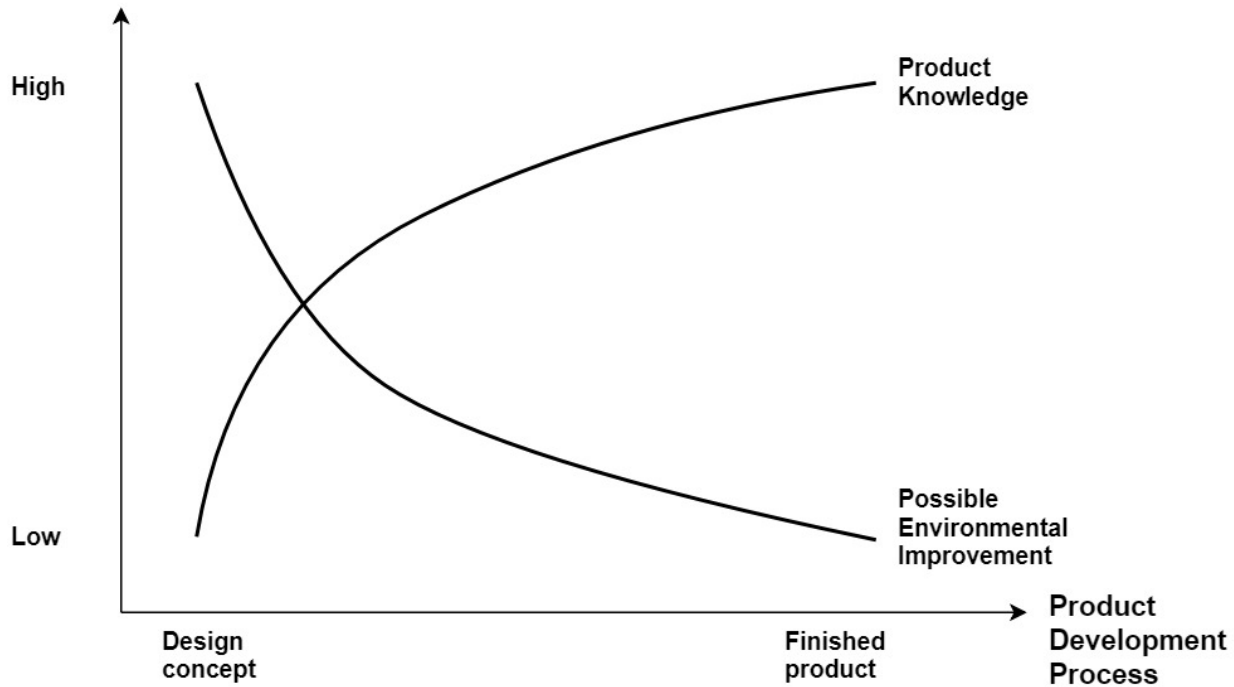 High
Product
Knowledge
Low
Possible
Environmental
Improvement
Design
concept
Finished
product
Product
Development
Process